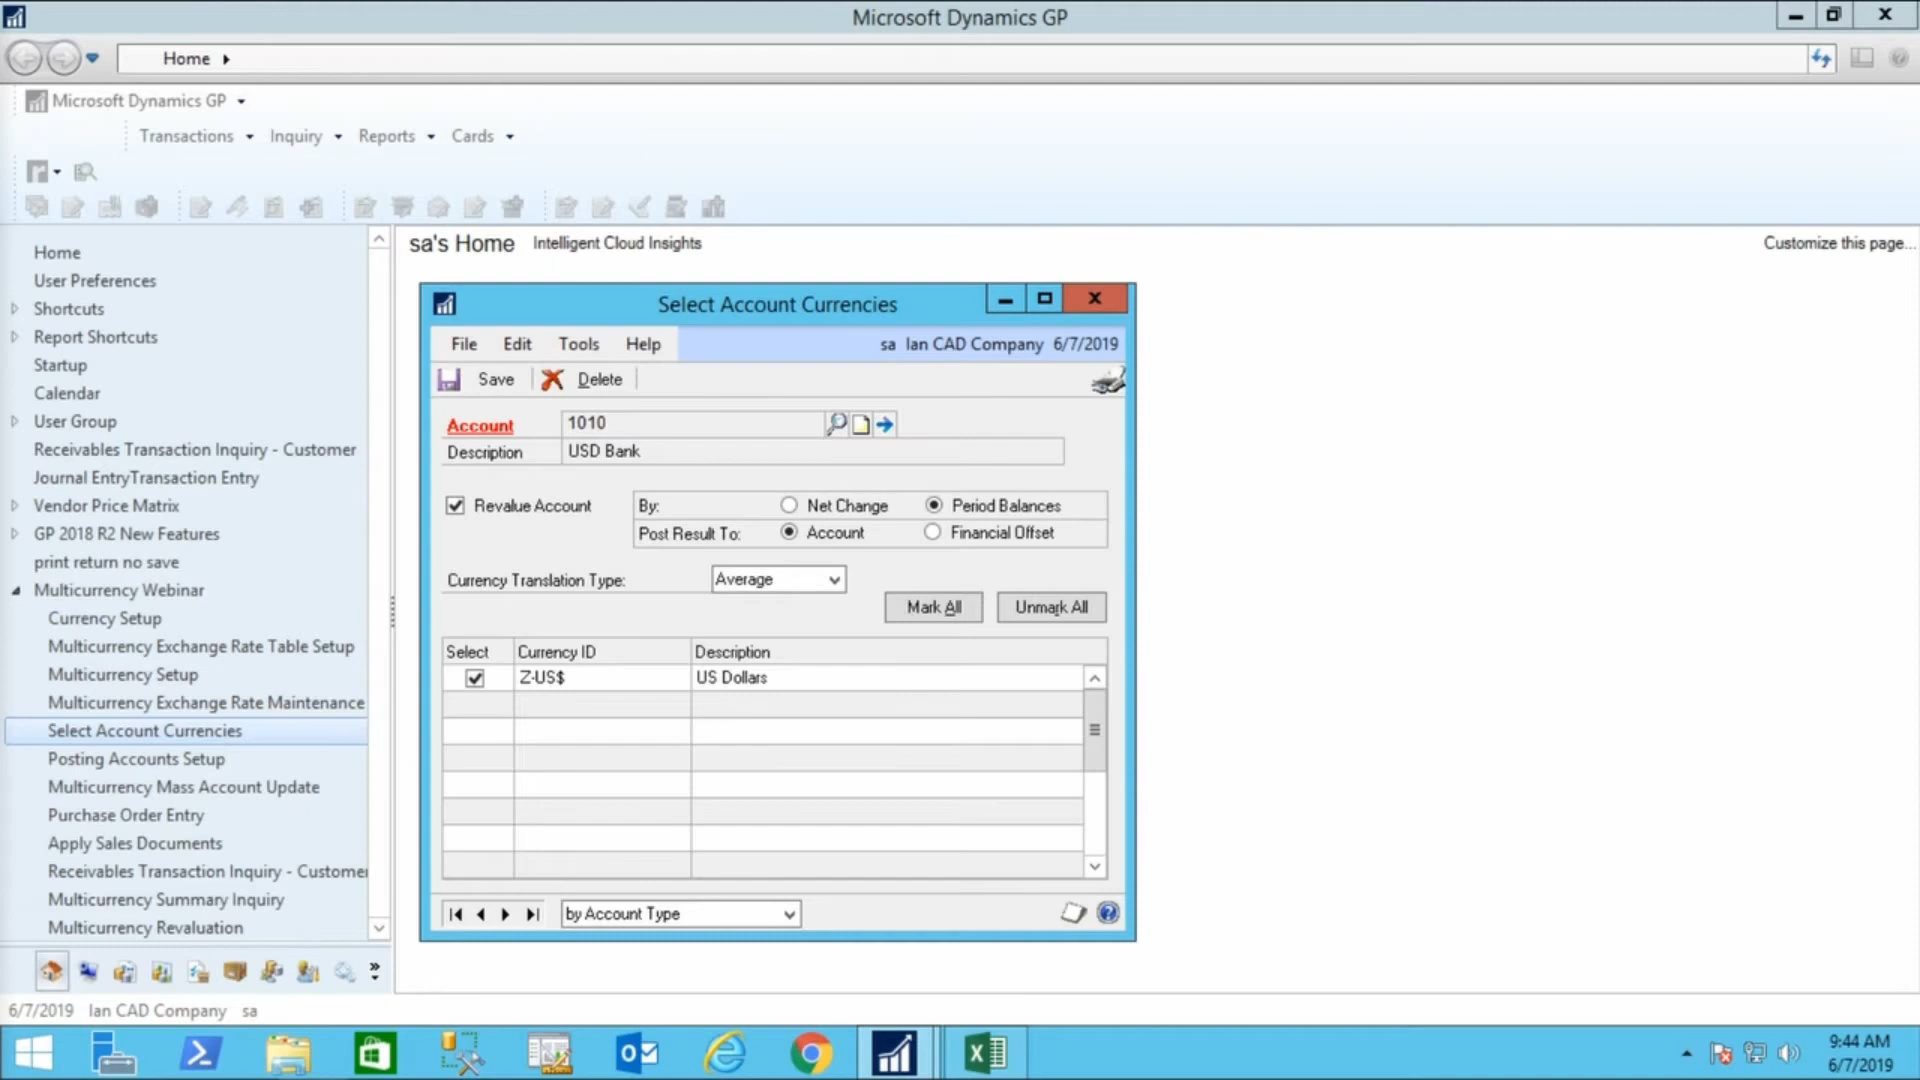 Microsoft Dynamics GP
Home
Microsoft Dynamics GP
Transactions Inquiry Reports Cards
Home
User Preferences
Shortcuts
Report Shortcuts
Startup
Calendar
User Group
Receivables Transaction Inquiry - Customer
Journal EntryTransaction Entry
Vendor Price Matrix
GP 2018 R2 New Features
print return no save
Multicurrency Webinar
Currency Setup
Multicurrency Exchange Rate Table Setup
Multicurrency Setup
Multicurrency Exchange Rate Maintenance
Select Account Currencies
Posting Accounts Setup
Multicurrency Mass Account Update
Purchase Order Entry
Apply Sales Documents
Receivables Transaction Inquiry - Customer
Multicurrency Summary Inquiry
Multicurrency Revaluation
sa's Home Intelligent Cloud Insights Customize this page...
Select Account Currencies
File Edit Tools Help sa Ian CAD Company 6/7/2019
Save Delete
Account 1010
Description USD Bank
Revalue Account By: Net Change Period Balances
Post Result To: Account Financial Offset
Currency Translation Type: Average
Mark All Unmark All
Select Currency ID Description
Z-US$ US Dollars
by Account Type
6/7/2019 Ian CAD Company sa
9:44 AM
6/7/2019